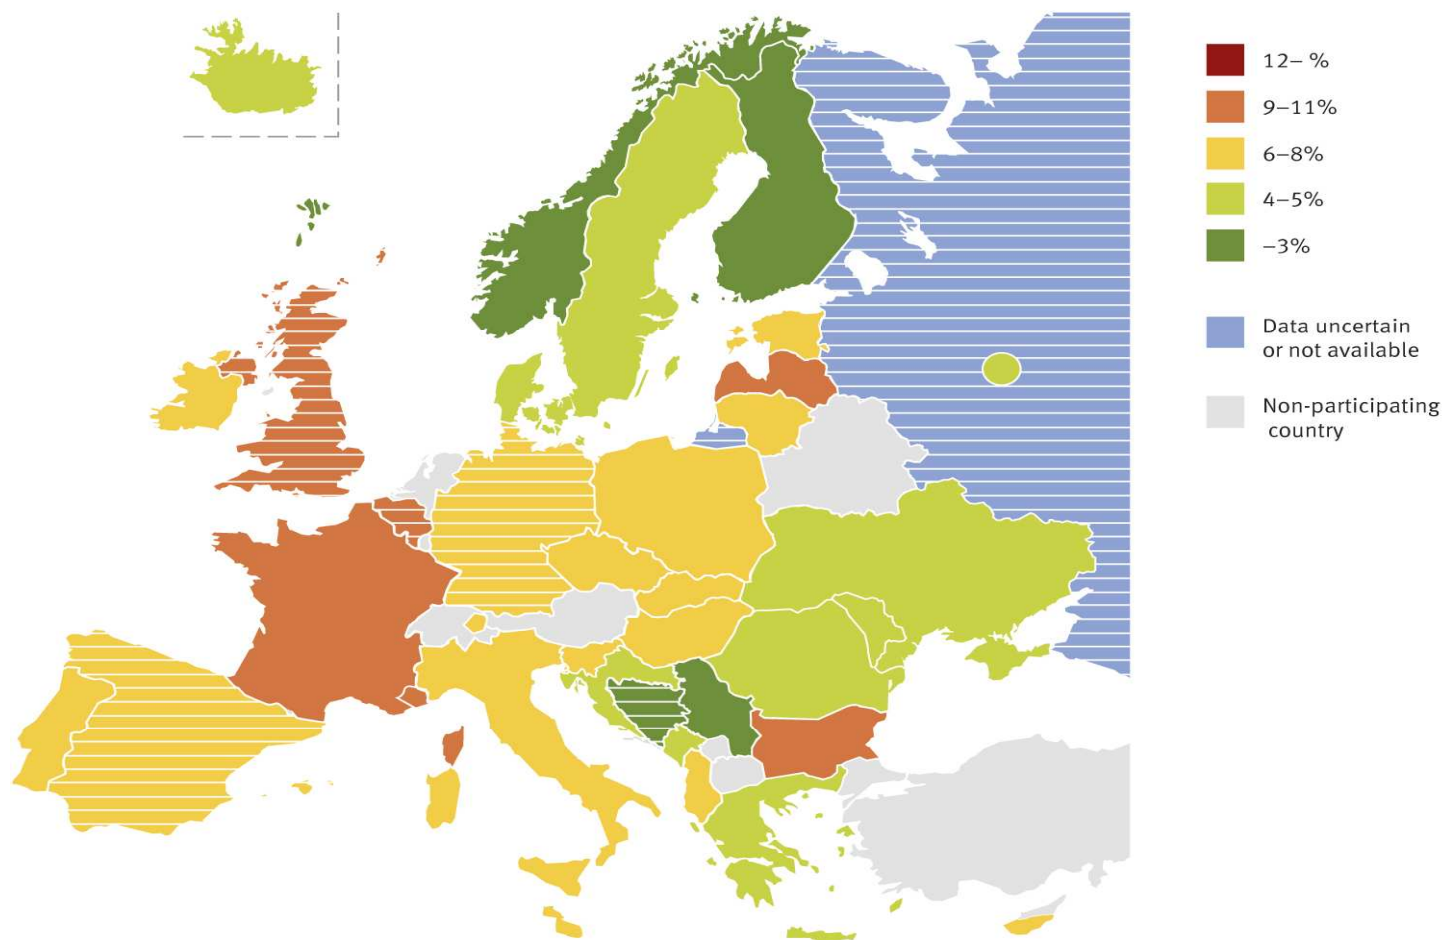 12– %
9–11%
6–8%
4–5%
–3%
Data uncertain
or not available
Non-participating
country